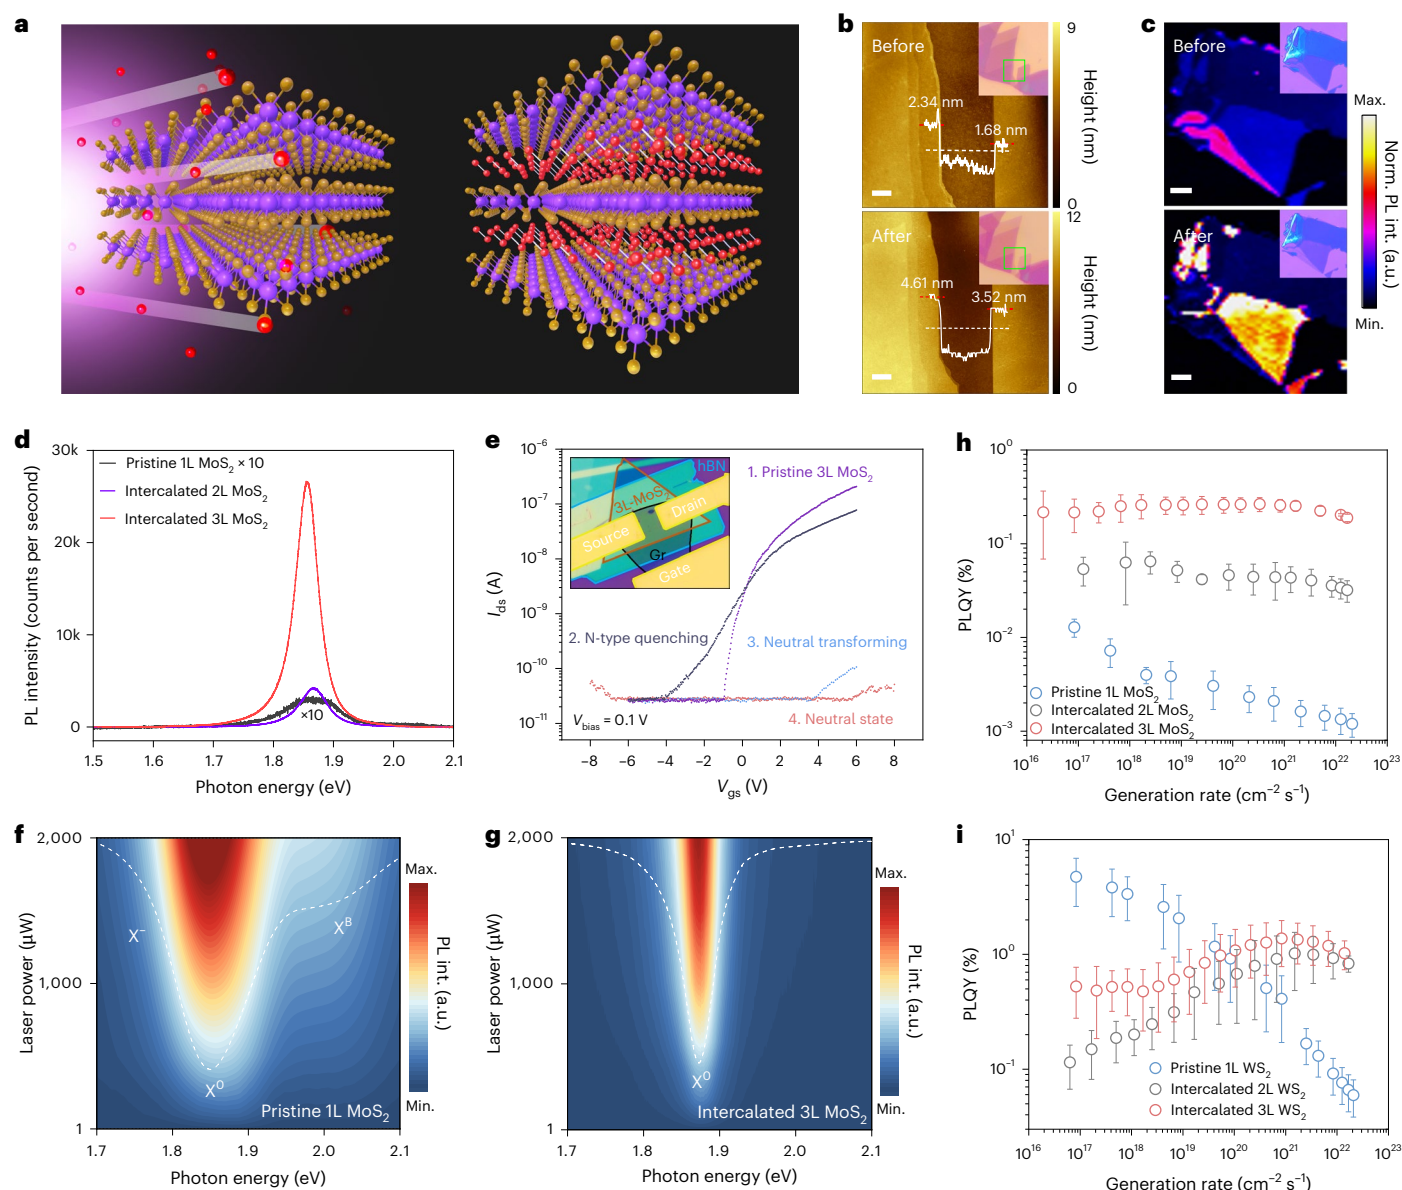 a
b
Before
2.34 nm
1.68 nm
9
Height (nm)
0
After
4.61 nm
3.52 nm
12
Height (nm)
0
c
Before
After
Max.
Norm. PL int. (a.u.)
Min.
d
30k
20k
10k
0
PL intensity (counts per second)
Pristine 1L MoS₂ × 10
Intercalated 2L MoS₂
Intercalated 3L MoS₂
×10
1.5 1.6 1.7 1.8 1.9 2.0 2.1
Photon energy (eV)
e
10⁻⁶
10⁻⁷
10⁻⁸
10⁻⁹
10⁻¹⁰
10⁻¹¹
I_ds (A)
hBN
3L-MoS₂
Drain
Source
Gr
Gate
1. Pristine 3L MoS₂
2. N-type quenching
3. Neutral transforming
4. Neutral state
V_bias = 0.1 V
−8 −6 −4 −2 0 2 4 6 8
V_gs (V)
h
10⁰
10⁻¹
10⁻²
10⁻³
PLQY (%)
Pristine 1L MoS₂
Intercalated 2L MoS₂
Intercalated 3L MoS₂
10¹⁶ 10¹⁷ 10¹⁸ 10¹⁹ 10²⁰ 10²¹ 10²² 10²³
Generation rate (cm⁻² s⁻¹)
f
2,000
1,000
1
Laser power (µW)
X⁻
X⁰
X^B
Pristine 1L MoS₂
1.7 1.8 1.9 2.0 2.1
Photon energy (eV)
Max.
PL int. (a.u.)
Min.
g
2,000
1,000
1
Laser power (µW)
X⁰
Intercalated 3L MoS₂
1.7 1.8 1.9 2.0 2.1
Photon energy (eV)
Max.
PL int. (a.u.)
Min.
i
10¹
10⁰
10⁻¹
PLQY (%)
Pristine 1L WS₂
Intercalated 2L WS₂
Intercalated 3L WS₂
10¹⁶ 10¹⁷ 10¹⁸ 10¹⁹ 10²⁰ 10²¹ 10²² 10²³
Generation rate (cm⁻² s⁻¹)